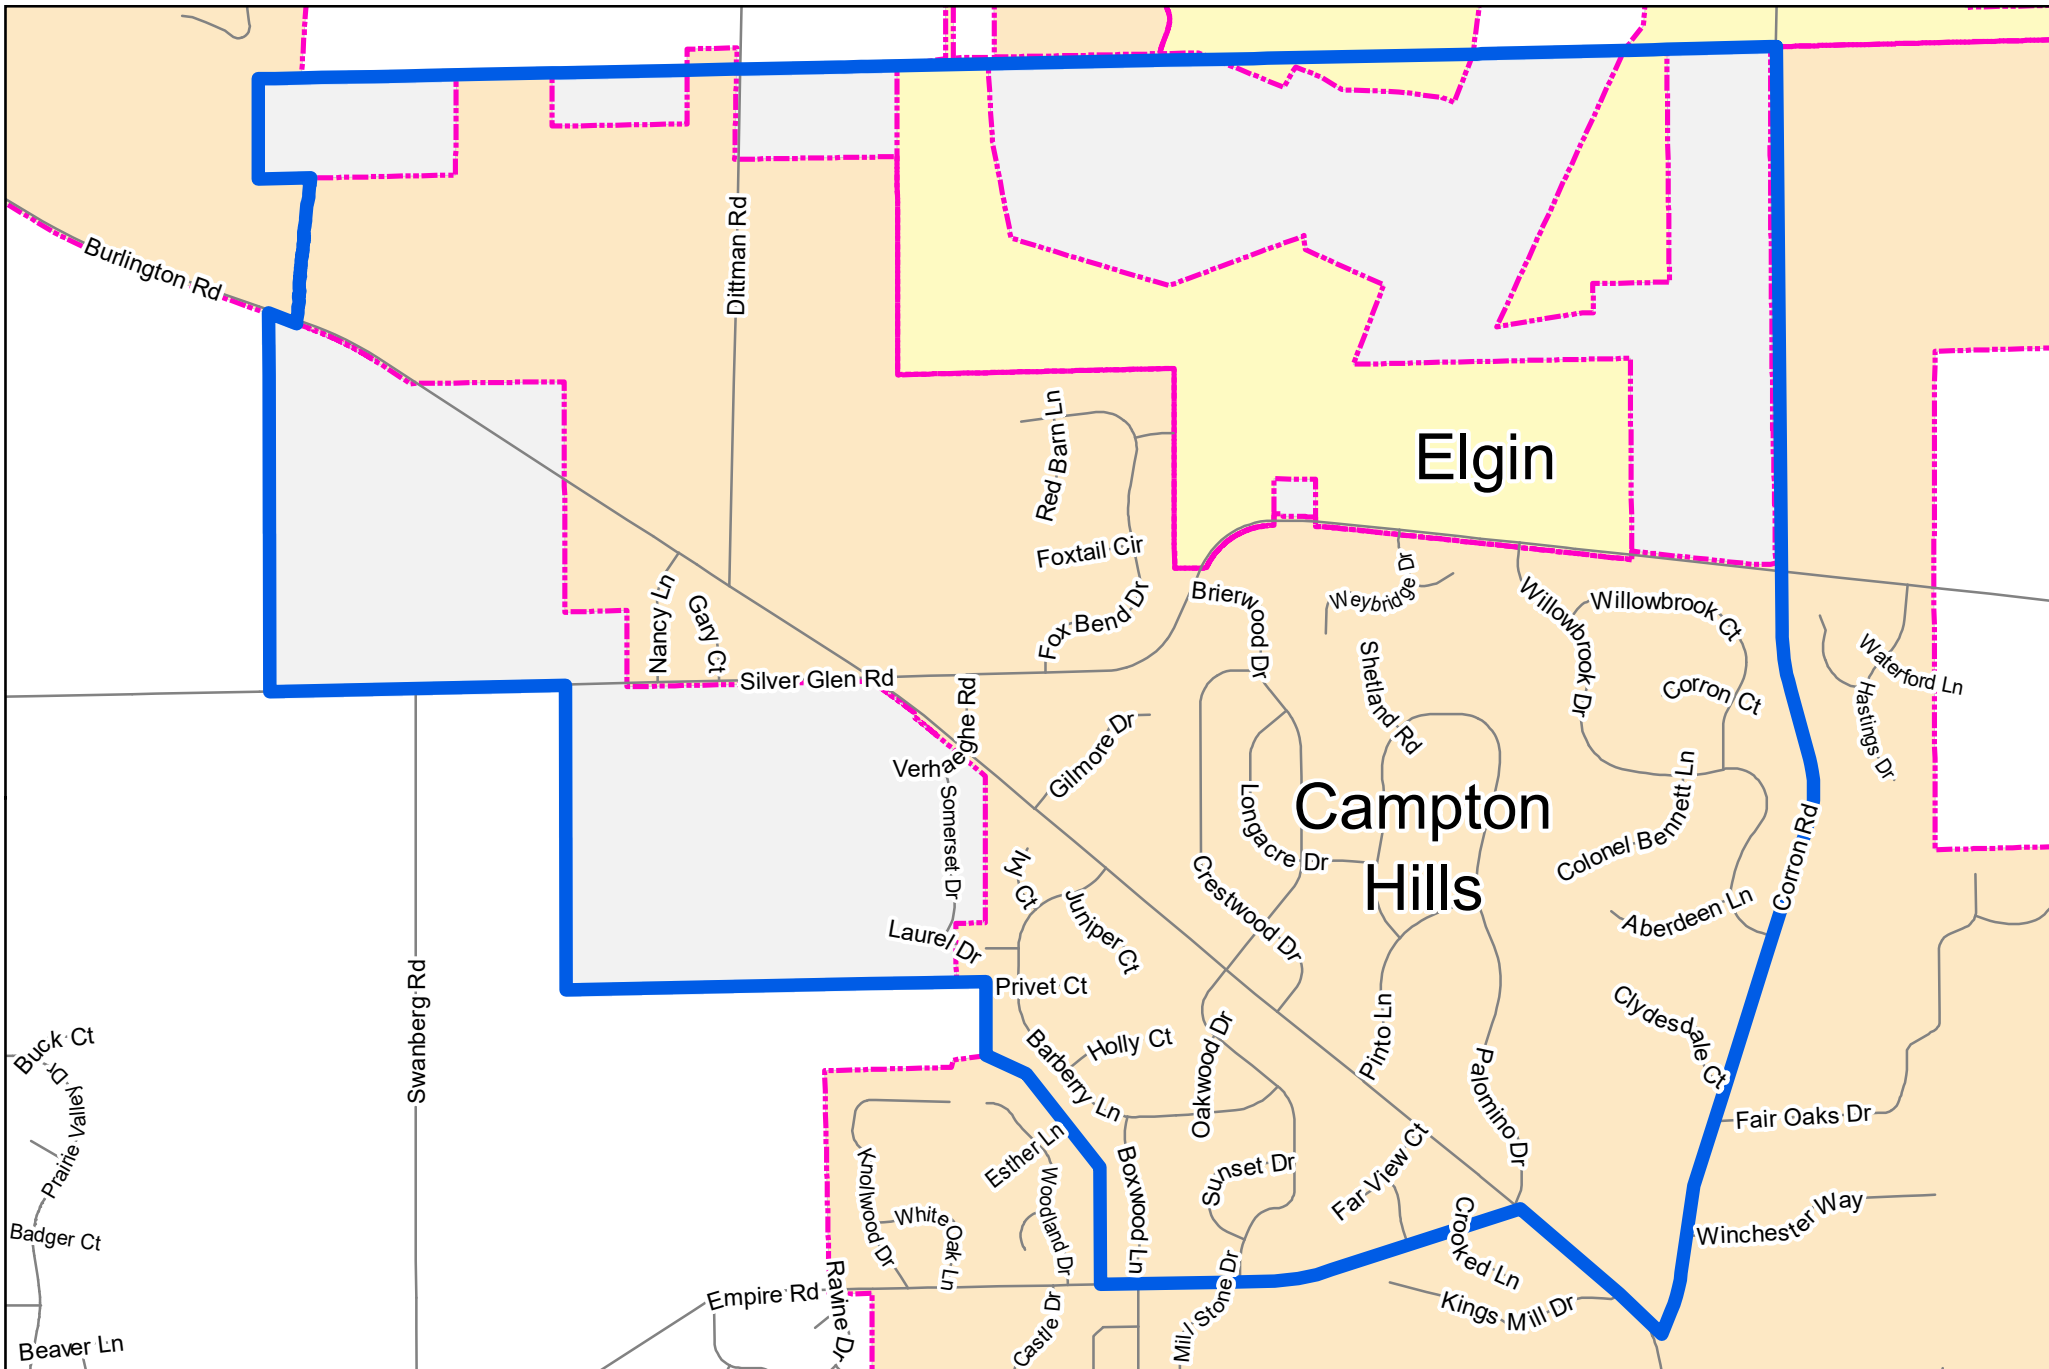 Burlington Rd
Dittman Rd
Red Barn Ln
Elgin
Foxtail Cir
Fox Bend Dr
Nancy Ln
Gary Ct
Silver Glen Rd
Brierwood Dr
Weybridge Dr
Willowbrook Dr
Willowbrook Ct
Corron Ct
Waterford Ln
Hastings Dr
Shetland Rd
Verhaeghe Rd
Gilmore Dr
Somerset Dr
Longacre Dr
Campton
Hills
Colonel Bennett Ln
Corron Rd
Ivy Ct
Juniper Ct
Crestwood Dr
Aberdeen Ln
Laurel Dr
Privet Ct
Swanberg Rd
Buck Ct
Prairie Valley Dr
Badger Ct
Beaver Ln
Barberry Ln
Holly Ct
Oakwood Dr
Pinto Ln
Palomino Dr
Clydesdale Ct
Fair Oaks Dr
Winchester Way
Esther Ln
Knollwood Dr
White Oak Ln
Woodland Dr
Boxwood Ln
Sunset Dr
Far View Ct
Crooked Ln
Kings Mill Dr
Empire Rd
Ravine Dr
Castle Dr
Mill Stone Dr